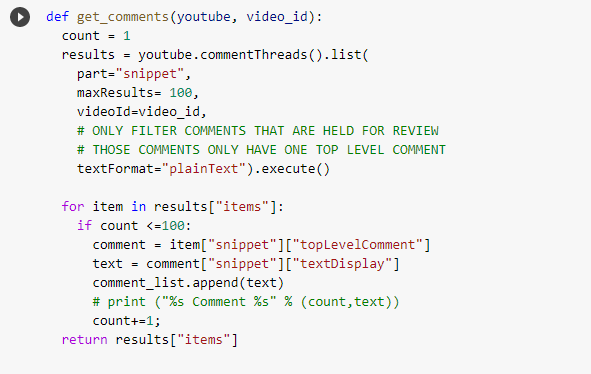 def get_comments(youtube, video_id):
  count = 1
  results = youtube.commentThreads().list(
    part="snippet",
    maxResults= 100,
    videoId=video_id,
    # ONLY FILTER COMMENTS THAT ARE HELD FOR REVIEW
    # THOSE COMMENTS ONLY HAVE ONE TOP LEVEL COMMENT
    textFormat="plainText").execute()

  for item in results["items"]:
    if count <=100:
      comment = item["snippet"]["topLevelComment"]
      text = comment["snippet"]["textDisplay"]
      comment_list.append(text)
      # print ("%s Comment %s" % (count,text))
      count+=1;
  return results["items"]